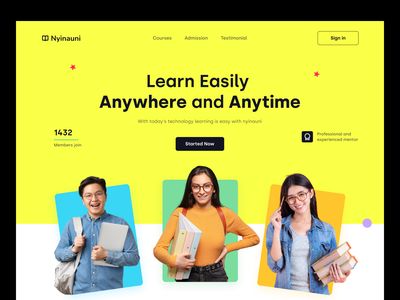 Nyinauni
Courses Admission Testimonial
Sign in
Learn Easily
Anywhere and Anytime
With today's technology learning is easy with nyinauni
1432
Members join
Started Now
Professional and
experienced mentor